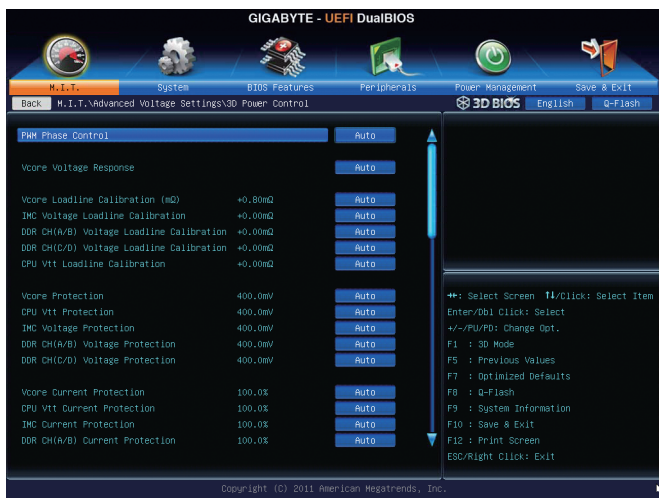 GIGABYTE - UEFI DualBIOS
M.I.T. System BIOS Features Peripherals Power Management Save & Exit
Back M.I.T.\Advanced Voltage Settings\3D Power Control 3D BIOS English Q-Flash
PWM Phase Control Auto
Vcore Voltage Response Auto
Vcore Loadline Calibration (mΩ) +0.80mΩ Auto
IMC Voltage Loadline Calibration +0.00mΩ Auto
DDR CH(A/B) Voltage Loadline Calibration +0.00mΩ Auto
DDR CH(C/D) Voltage Loadline Calibration +0.00mΩ Auto
CPU Vtt Loadline Calibration +0.00mΩ Auto
Vcore Protection 400.0mV Auto
CPU Vtt Protection 400.0mV Auto
IMC Voltage Protection 400.0mV Auto
DDR CH(A/B) Voltage Protection 400.0mV Auto
DDR CH(C/D) Voltage Protection 400.0mV Auto
Vcore Current Protection 100.0% Auto
CPU Vtt Current Protection 100.0% Auto
IMC Current Protection 100.0% Auto
DDR CH(A/B) Current Protection 100.0% Auto
→←: Select Screen ↑↓/Click: Select Item
Enter/Dbl Click: Select
+/-/PU/PD: Change Opt.
F1 : 3D Mode
F5 : Previous Values
F7 : Optimized Defaults
F8 : Q-Flash
F9 : System Information
F10 : Save & Exit
F12 : Print Screen
ESC/Right Click: Exit
Copyright (C) 2011 American Megatrends, Inc.